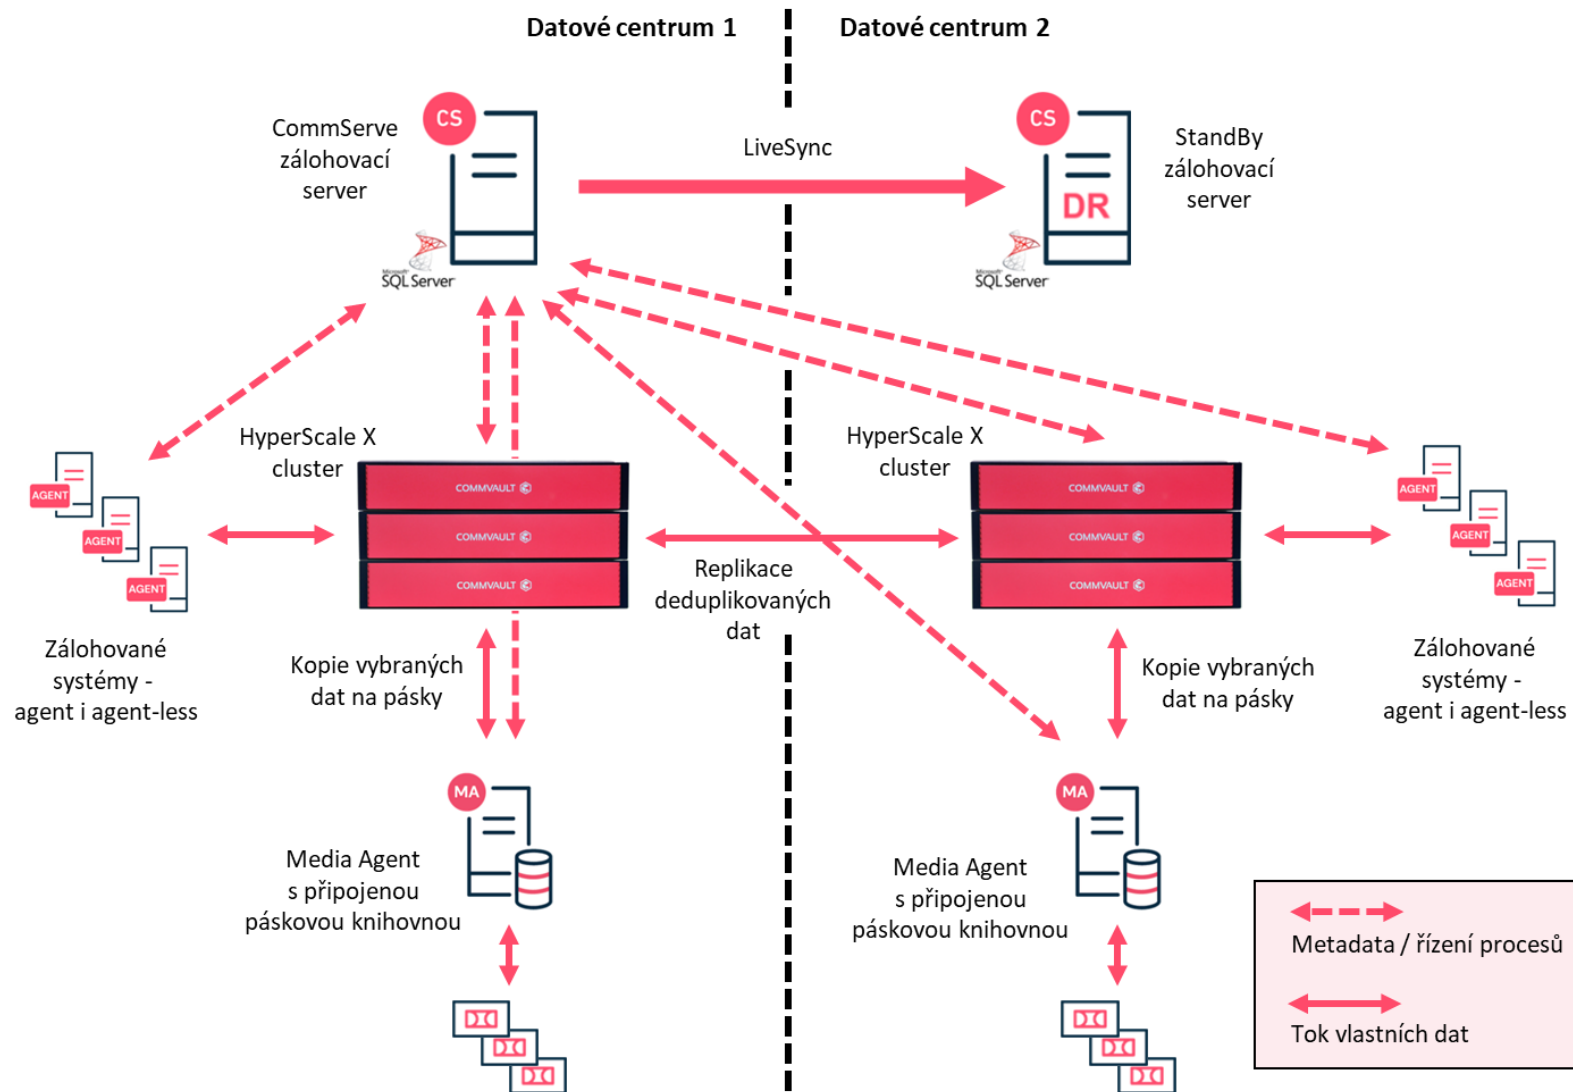 Datové centrum 1
Datové centrum 2
CS
CommServe
zálohovací
server
LiveSync
CS
DR
StandBy
zálohovací
server
Microsoft
SQL Server
Microsoft
SQL Server
HyperScale X
cluster
HyperScale X
cluster
COMMVAULT
COMMVAULT
COMMVAULT
COMMVAULT
COMMVAULT
COMMVAULT
AGENT
AGENT
AGENT
AGENT
AGENT
AGENT
Replikace
deduplikovaných
dat
Zálohované
systémy -
agent i agent-less
Kopie vybraných
dat na pásky
Kopie vybraných
dat na pásky
Zálohované
systémy -
agent i agent-less
MA
Media Agent
s připojenou
páskovou knihovnou
MA
Media Agent
s připojenou
páskovou knihovnou
Metadata / řízení procesů
Tok vlastních dat